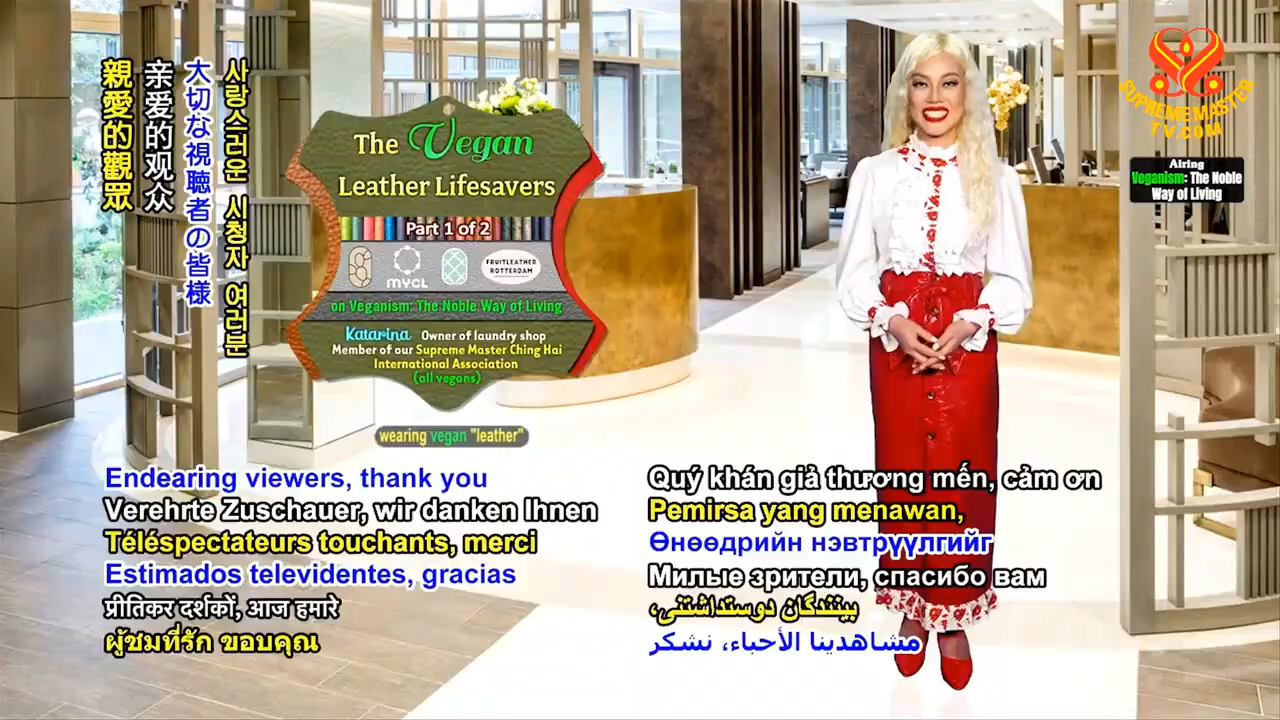 親愛的觀眾
亲爱的观众
大切な視聴者の皆様
사랑스러운 시청자 여러분
The Vegan
Leather Lifesavers
Part 1 of 2
MYCL
FRUITLEATHER
ROTTERDAM
on Veganism: The Noble Way of Living
Katarina Owner of laundry shop
Member of our Supreme Master Ching Hai
International Association
(all vegans)
wearing vegan "leather"
SUPREME MASTER
TV.COM
Airing
Veganism: The Noble
Way of Living
Endearing viewers, thank you
Verehrte Zuschauer, wir danken Ihnen
Téléspectateurs touchants, merci
Estimados televidentes, gracias
प्रीतिकर दर्शकों, आज हमारे
ผู้ชมที่รัก ขอบคุณ
Quý khán giả thương mến, cảm ơn
Pemirsa yang menawan,
Өнөөдрийн нэвтрүүлгийг
Милые зрители, спасибо вам
بینندگان دوستداشتنی،
مشاهدينا الأحباء، نشكر